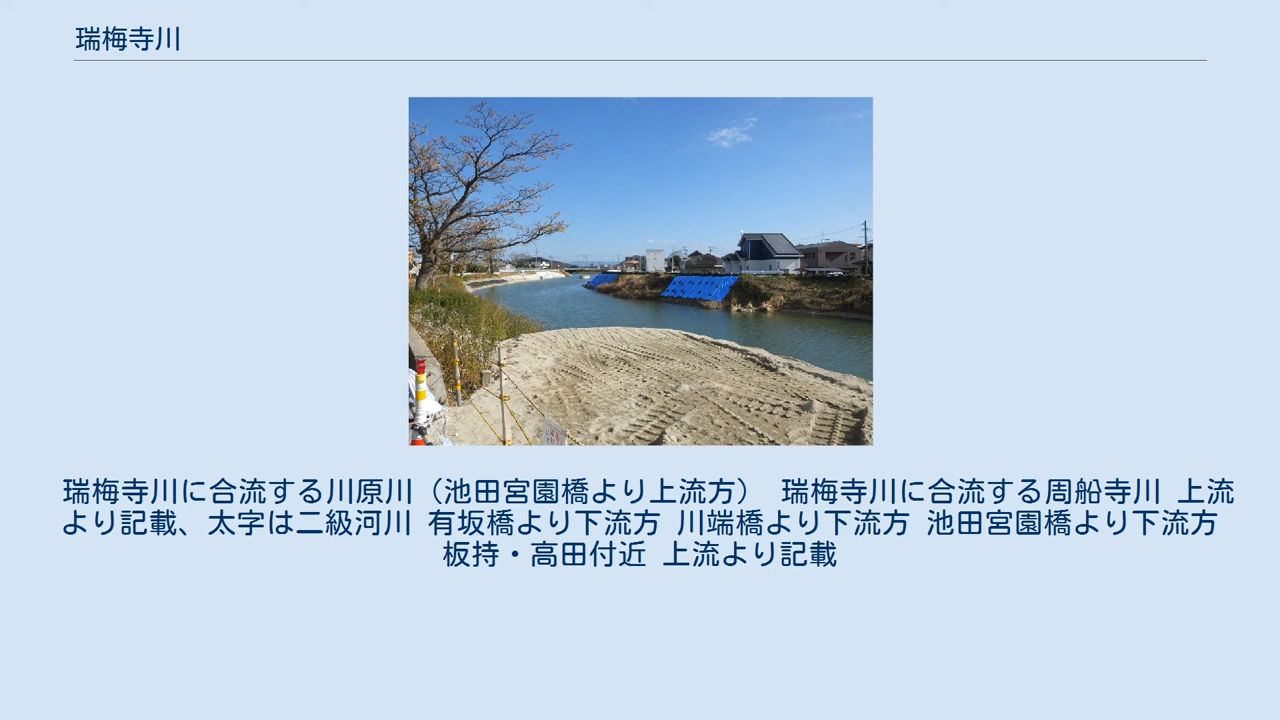 瑞梅寺川
瑞梅寺川に合流する川原川（池田宮園橋より上流方） 瑞梅寺川に合流する周船寺川 上流
より記載、太字は二級河川 有坂橋より下流方 川端橋より下流方 池田宮園橋より下流方
板持・高田付近 上流より記載